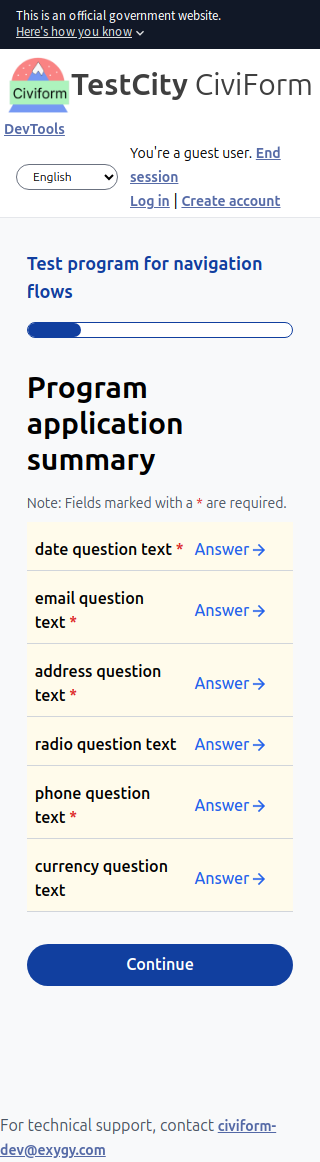 This is an official government website.
Here's how you know
Civiform
TestCity CiviForm
DevTools
English
You're a guest user. End
session
Log in | Create account
Test program for navigation
flows
Program
application
summary
Note: Fields marked with a * are required.
date question text * Answer→
email question
text *
Answer→
address question
text *
Answer→
radio question text Answer→
phone question
text *
Answer→
currency question
text
Answer→
Continue
For technical support, contact civiform-
dev@exygy.com